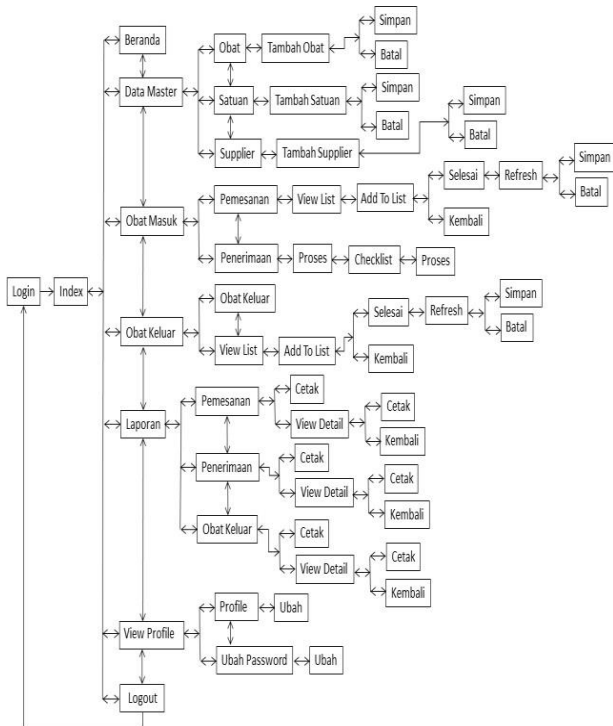 Login
Index
Beranda
Data Master
Obat
Tambah Obat
Simpan
Batal
Satuan
Tambah Satuan
Simpan
Batal
Supplier
Tambah Supplier
Simpan
Batal
Obat Masuk
Pemesanan
View List
Add To List
Selesai
Refresh
Simpan
Batal
Kembali
Penerimaan
Proses
Checklist
Proses
Obat Keluar
Obat Keluar
View List
Add To List
Selesai
Refresh
Simpan
Batal
Kembali
Laporan
Pemesanan
Cetak
View Detail
Cetak
Kembali
Penerimaan
Cetak
View Detail
Cetak
Kembali
Obat Keluar
Cetak
View Detail
Cetak
Kembali
View Profile
Profile
Ubah
Ubah Password
Ubah
Logout